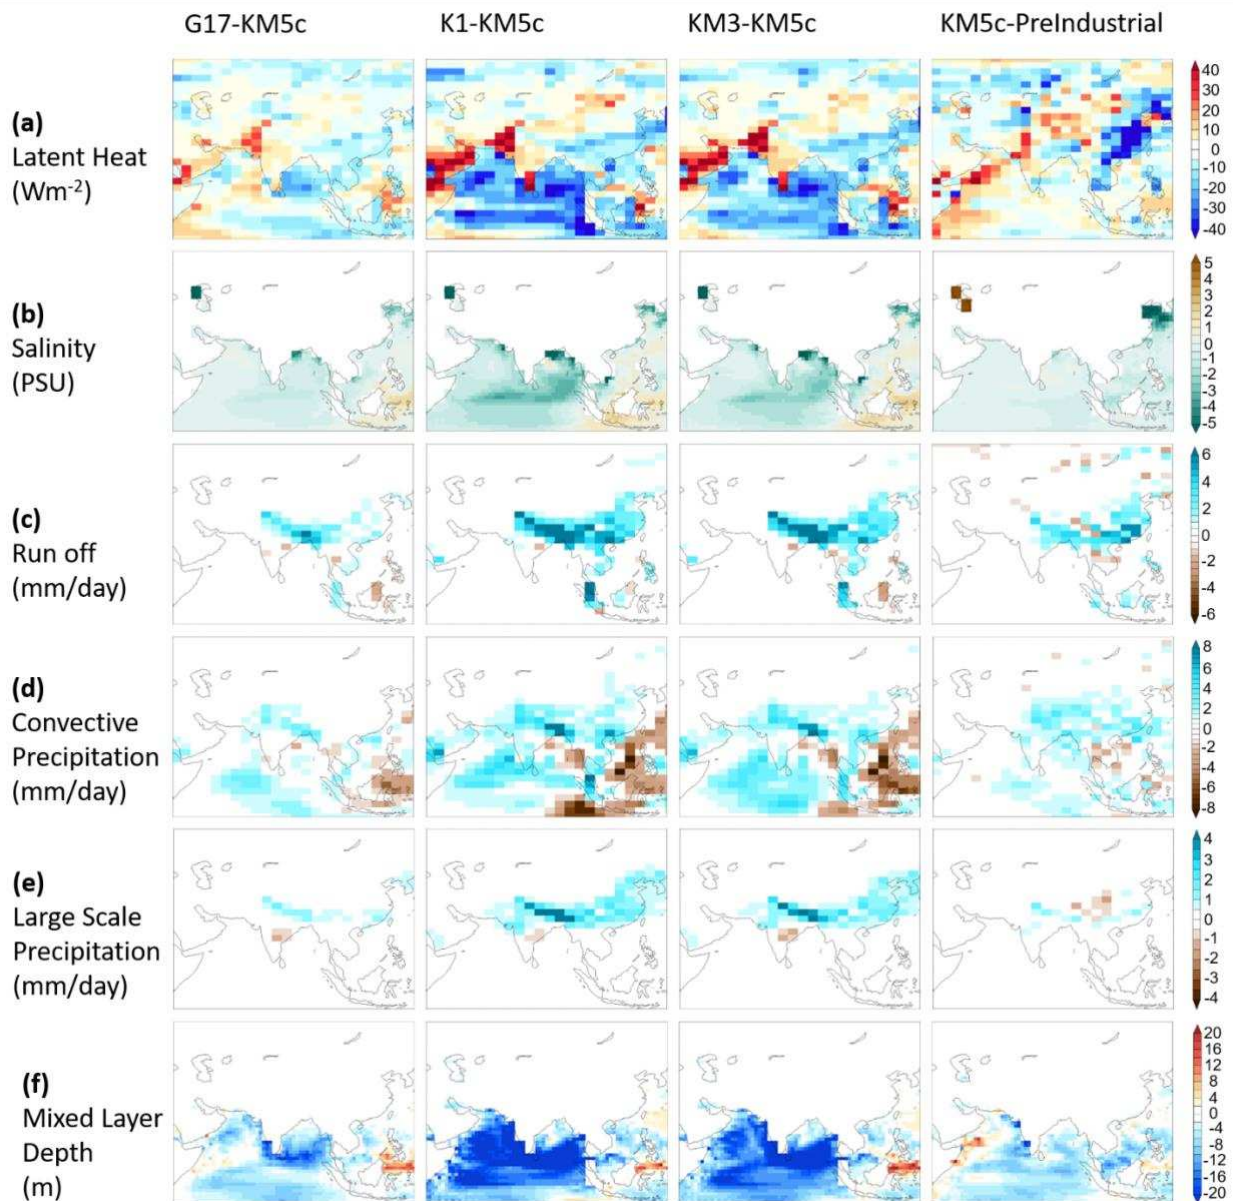 G17-KM5c K1-KM5c KM3-KM5c KM5c-PreIndustrial
(a)
Latent Heat
(Wm-2)
40
30
20
10
0
-10
-20
-30
-40
(b)
Salinity
(PSU)
5
4
3
2
1
0
-1
-2
-3
-4
-5
(c)
Run off
(mm/day)
6
4
2
0
-2
-4
-6
(d)
Convective
Precipitation
(mm/day)
8
6
4
2
0
-2
-4
-6
-8
(e)
Large Scale
Precipitation
(mm/day)
4
3
2
1
0
-1
-2
-3
-4
(f)
Mixed Layer
Depth
(m)
20
16
12
8
4
0
-4
-8
-12
-16
-20